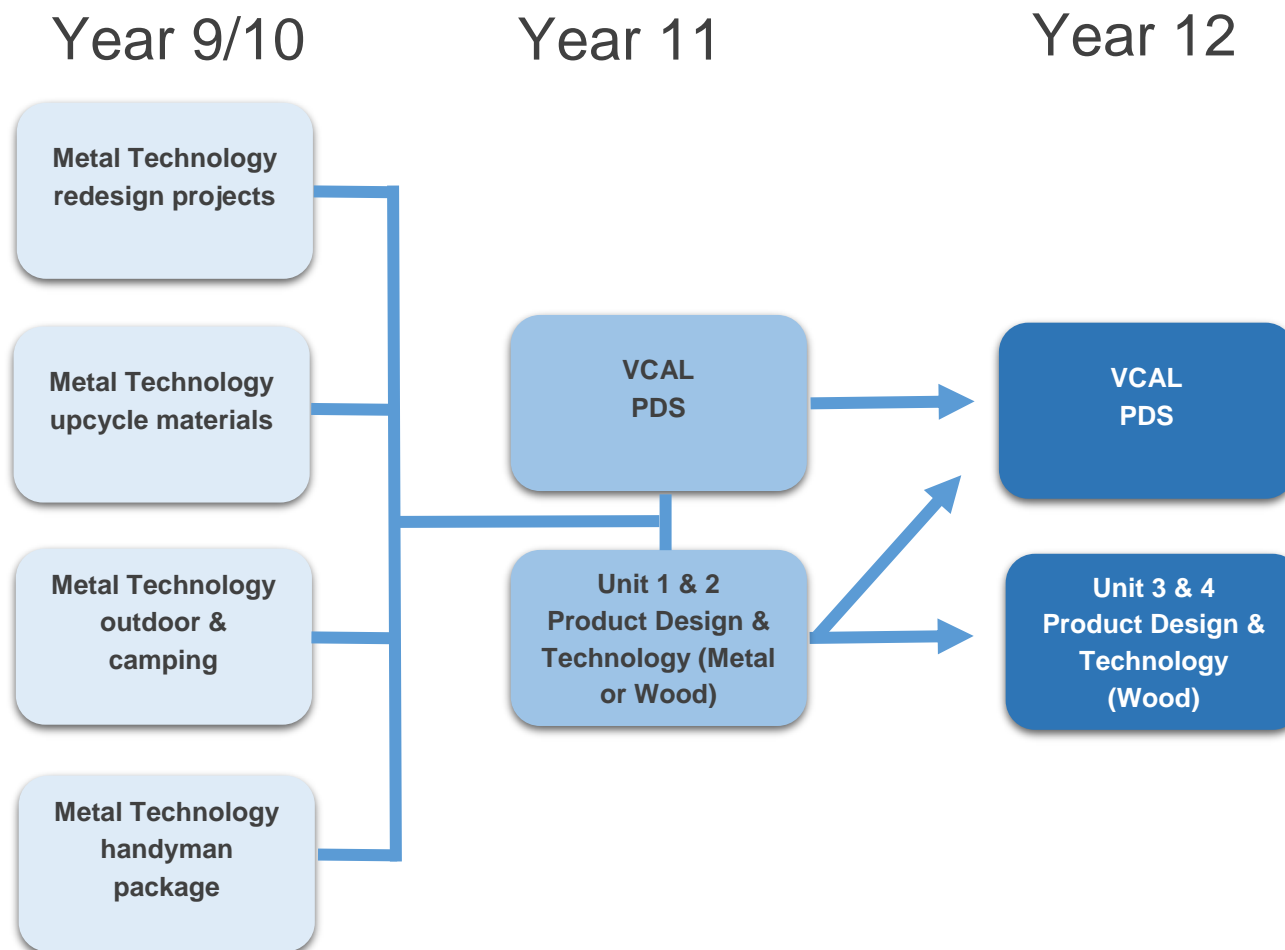 Year 9/10
Year 11
Year 12
Metal Technology
redesign projects
Metal Technology
upcycle materials
Metal Technology
outdoor &
camping
Metal Technology
handyman
package
VCAL
PDS
Unit 1 & 2
Product Design &
Technology (Metal
or Wood)
VCAL
PDS
Unit 3 & 4
Product Design &
Technology
(Wood)